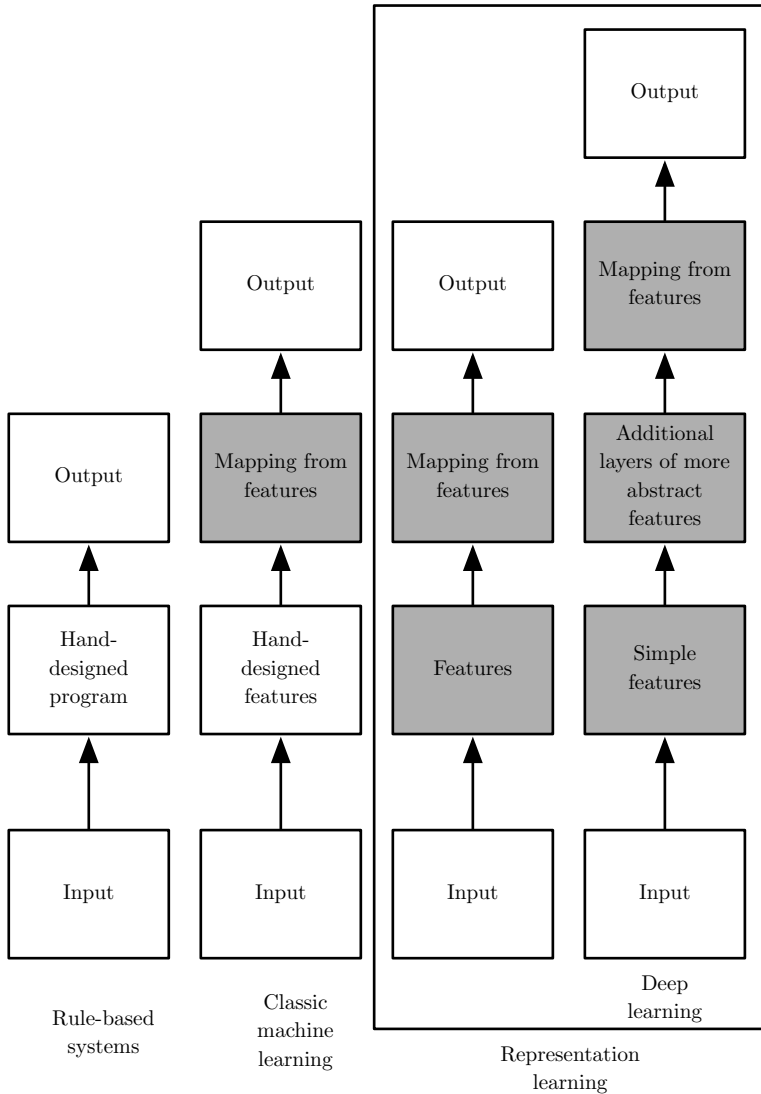 Output
Mapping from
features
Additional
layers of more
abstract
features
Simple
features
Input
Deep
learning
Output
Mapping from
features
Features
Input
Representation
learning
Output
Mapping from
features
Hand-
designed
features
Input
Classic
machine
learning
Output
Hand-
designed
program
Input
Rule-based
systems